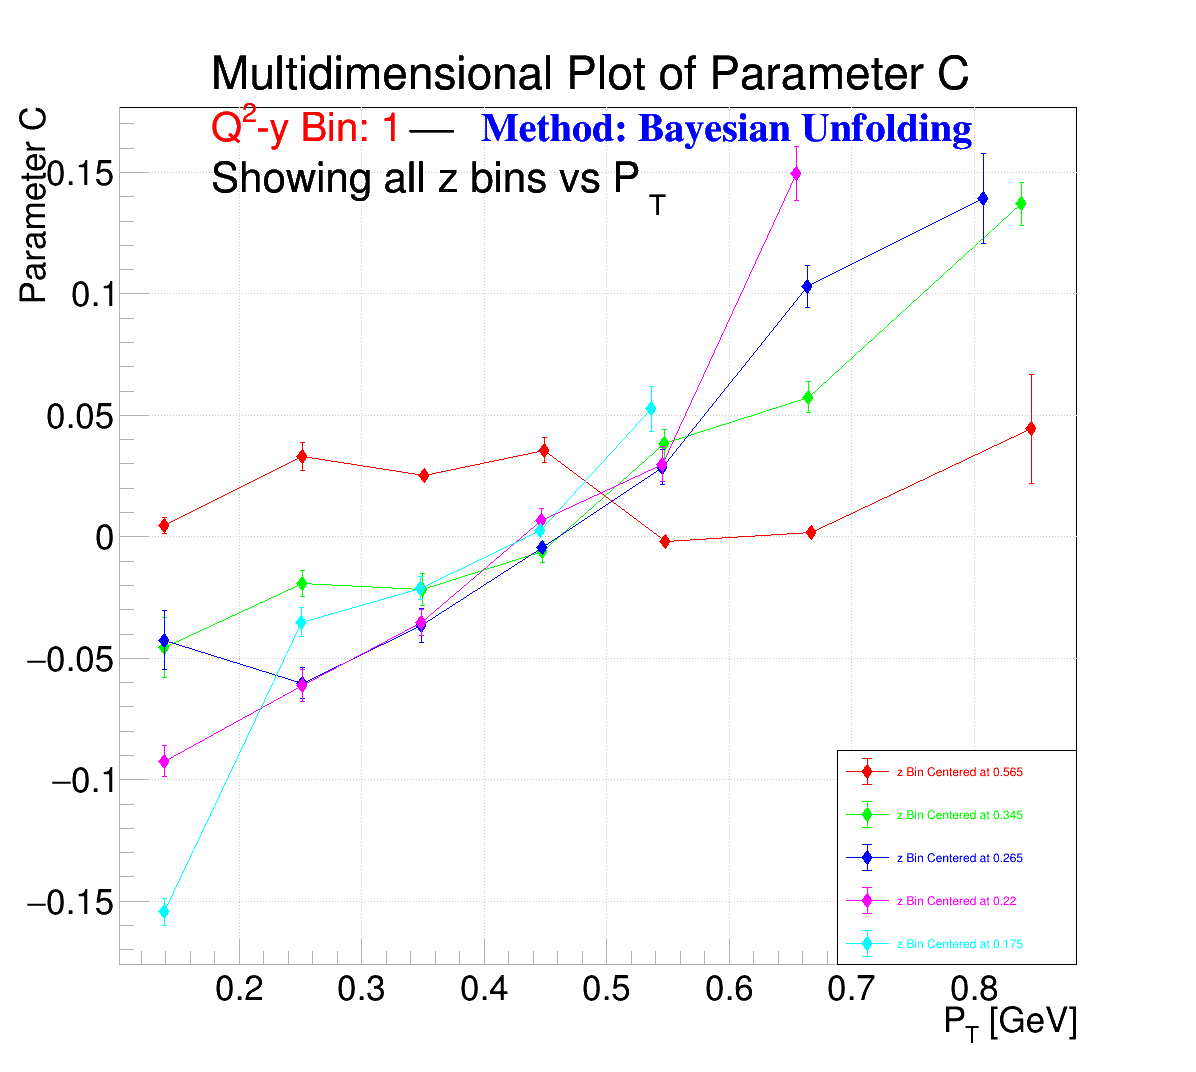 Multidimensional Plot of Parameter C
Q²-y Bin: 1 — Method: Bayesian Unfolding
Showing all z bins vs P_T
Parameter C
0.15
0.1
0.05
0
−0.05
−0.1
−0.15
z Bin Centered at 0.565
z Bin Centered at 0.345
z Bin Centered at 0.265
z Bin Centered at 0.22
z Bin Centered at 0.175
0.2 0.3 0.4 0.5 0.6 0.7 0.8
P_T [GeV]